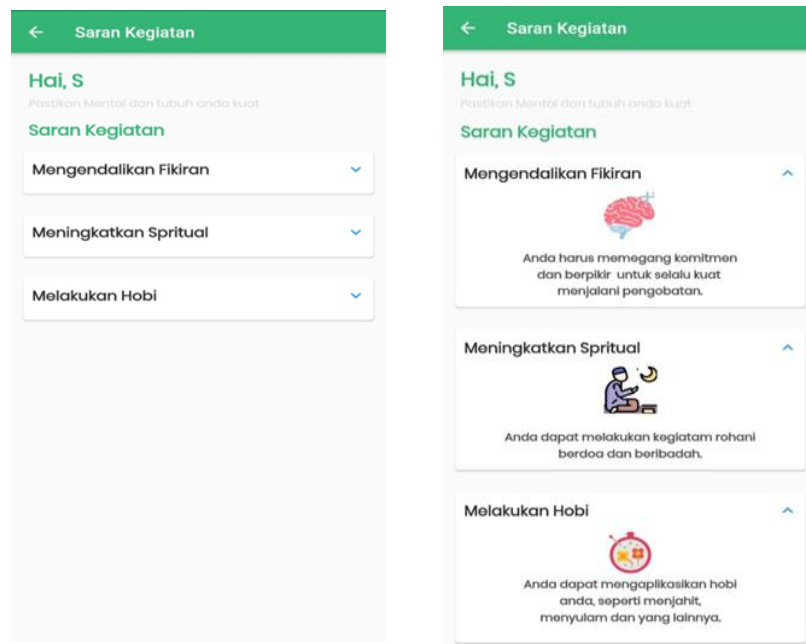 Saran Kegiatan
Hai, S
Pastikan Mental dan tubuh anda kuat
Saran Kegiatan
Mengendalikan Fikiran
Meningkatkan Spritual
Melakukan Hobi
Saran Kegiatan
Hai, S
Pastikan Mental dan tubuh anda kuat
Saran Kegiatan
Mengendalikan Fikiran
Anda harus memegang komitmen
dan berpikir untuk selalu kuat
menjalani pengobatan.
Meningkatkan Spritual
Anda dapat melakukan kegiatam rohani
berdoa dan beribadah.
Melakukan Hobi
Anda dapat mengaplikasikan hobi
anda, seperti menjahit,
menyulam dan yang lainnya.